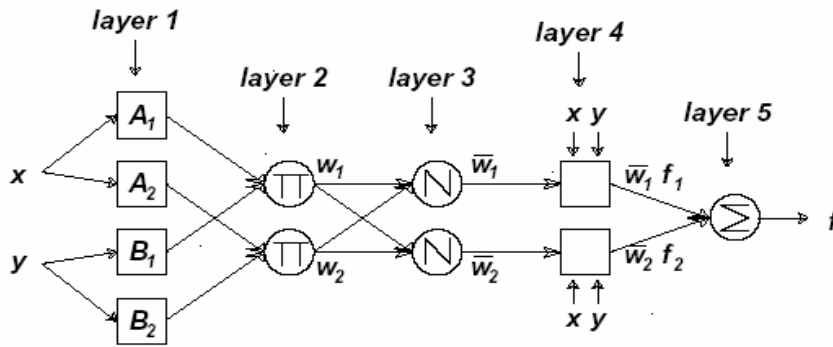 layer 1
layer 2
layer 3
layer 4
layer 5
x
y
A1
A2
B1
B2
Π
Π
w1
w2
N
N
w̅1
w̅2
x y
x y
w̅1 f1
w̅2 f2
Σ
f